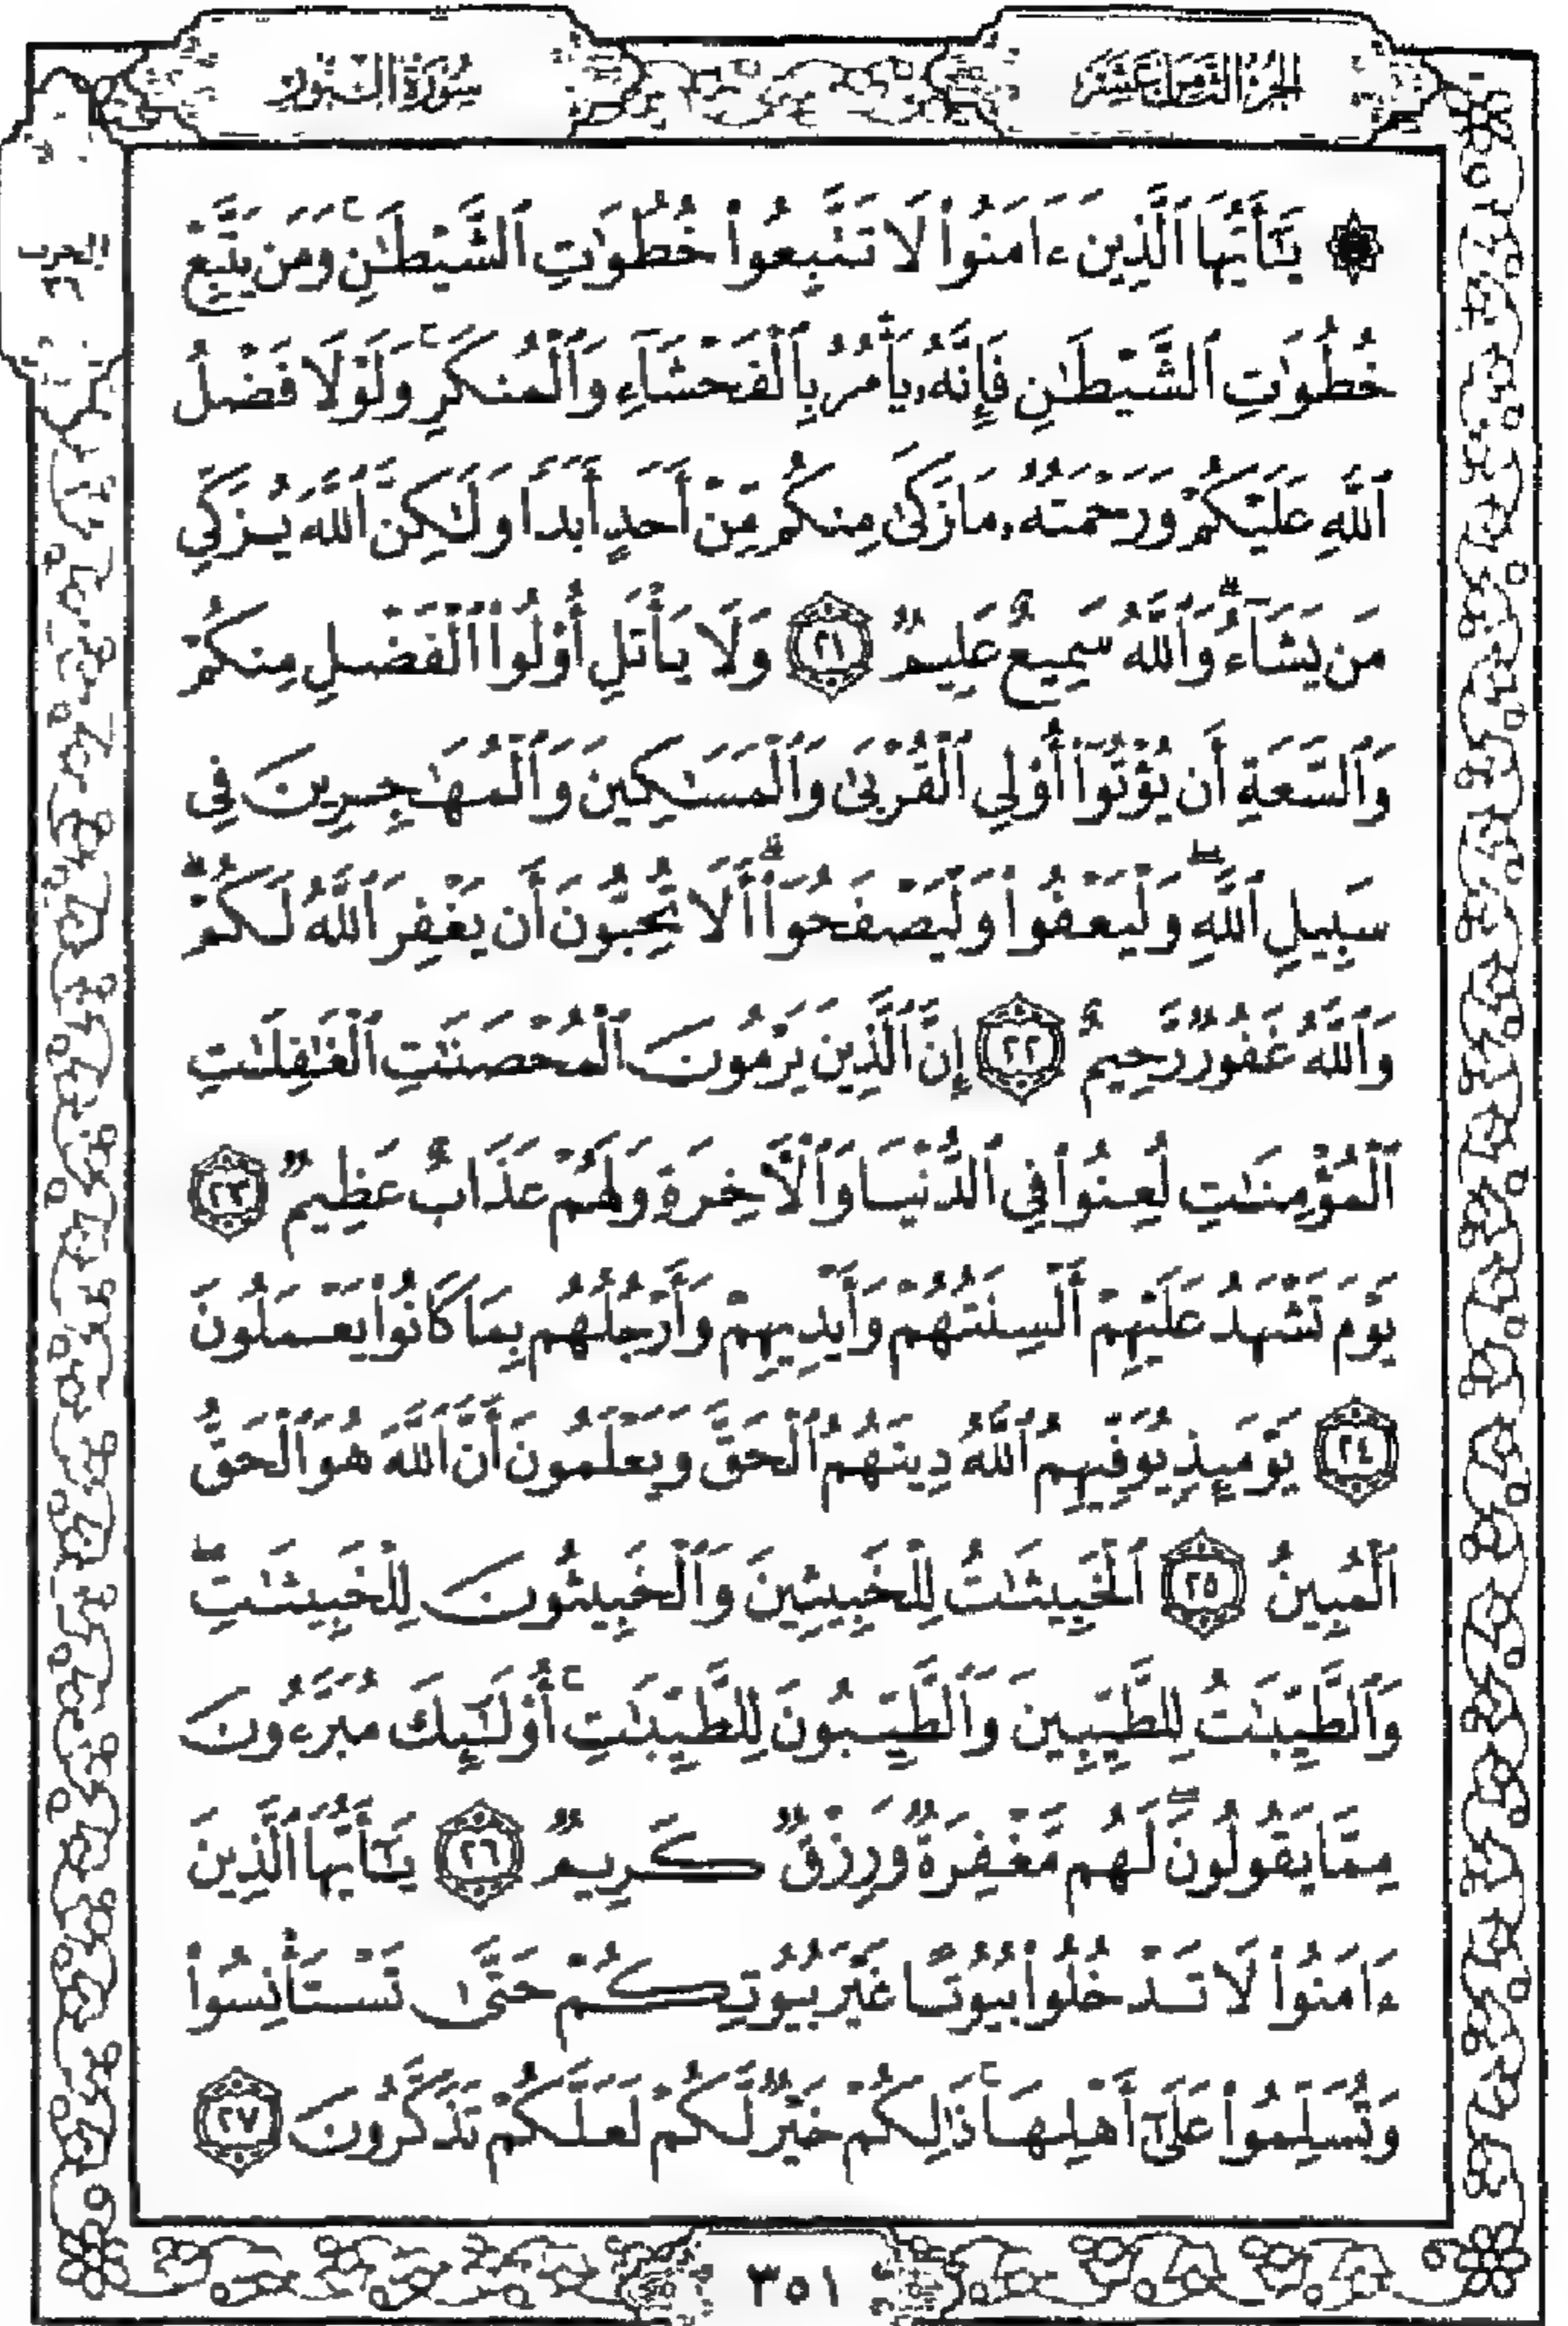 الجزء الثامن عشر
سورة النور
الحزب
۞ يَٰٓأَيُّهَا ٱلَّذِينَ ءَامَنُوا۟ لَا تَتَّبِعُوا۟ خُطُوَٰتِ ٱلشَّيْطَٰنِ ۚ وَمَن يَتَّبِعْ
خُطُوَٰتِ ٱلشَّيْطَٰنِ فَإِنَّهُۥ يَأْمُرُ بِٱلْفَحْشَآءِ وَٱلْمُنكَرِ ۚ وَلَوْلَا فَضْلُ
ٱللَّهِ عَلَيْكُمْ وَرَحْمَتُهُۥ مَا زَكَىٰ مِنكُم مِّنْ أَحَدٍ أَبَدًا وَلَٰكِنَّ ٱللَّهَ يُزَكِّى
مَن يَشَآءُ ۗ وَٱللَّهُ سَمِيعٌ عَلِيمٌ ۝٢١ وَلَا يَأْتَلِ أُو۟لُوا۟ ٱلْفَضْلِ مِنكُمْ
وَٱلسَّعَةِ أَن يُؤْتُوٓا۟ أُو۟لِى ٱلْقُرْبَىٰ وَٱلْمَسَٰكِينَ وَٱلْمُهَٰجِرِينَ فِى
سَبِيلِ ٱللَّهِ ۖ وَلْيَعْفُوا۟ وَلْيَصْفَحُوٓا۟ ۗ أَلَا تُحِبُّونَ أَن يَغْفِرَ ٱللَّهُ لَكُمْ ۗ
وَٱللَّهُ غَفُورٌ رَّحِيمٌ ۝٢٢ إِنَّ ٱلَّذِينَ يَرْمُونَ ٱلْمُحْصَنَٰتِ ٱلْغَٰفِلَٰتِ
ٱلْمُؤْمِنَٰتِ لُعِنُوا۟ فِى ٱلدُّنْيَا وَٱلْءَاخِرَةِ وَلَهُمْ عَذَابٌ عَظِيمٌ ۝٢٣
يَوْمَ تَشْهَدُ عَلَيْهِمْ أَلْسِنَتُهُمْ وَأَيْدِيهِمْ وَأَرْجُلُهُم بِمَا كَانُوا۟ يَعْمَلُونَ
۝٢٤ يَوْمَئِذٍ يُوَفِّيهِمُ ٱللَّهُ دِينَهُمُ ٱلْحَقَّ وَيَعْلَمُونَ أَنَّ ٱللَّهَ هُوَ ٱلْحَقُّ
ٱلْمُبِينُ ۝٢٥ ٱلْخَبِيثَٰتُ لِلْخَبِيثِينَ وَٱلْخَبِيثُونَ لِلْخَبِيثَٰتِ ۖ
وَٱلطَّيِّبَٰتُ لِلطَّيِّبِينَ وَٱلطَّيِّبُونَ لِلطَّيِّبَٰتِ ۚ أُو۟لَٰٓئِكَ مُبَرَّءُونَ
مِمَّا يَقُولُونَ ۖ لَهُم مَّغْفِرَةٌ وَرِزْقٌ كَرِيمٌ ۝٢٦ يَٰٓأَيُّهَا ٱلَّذِينَ
ءَامَنُوا۟ لَا تَدْخُلُوا۟ بُيُوتًا غَيْرَ بُيُوتِكُمْ حَتَّىٰ تَسْتَأْنِسُوا۟
وَتُسَلِّمُوا۟ عَلَىٰٓ أَهْلِهَا ۚ ذَٰلِكُمْ خَيْرٌ لَّكُمْ لَعَلَّكُمْ تَذَكَّرُونَ ۝٢٧
٣٥١